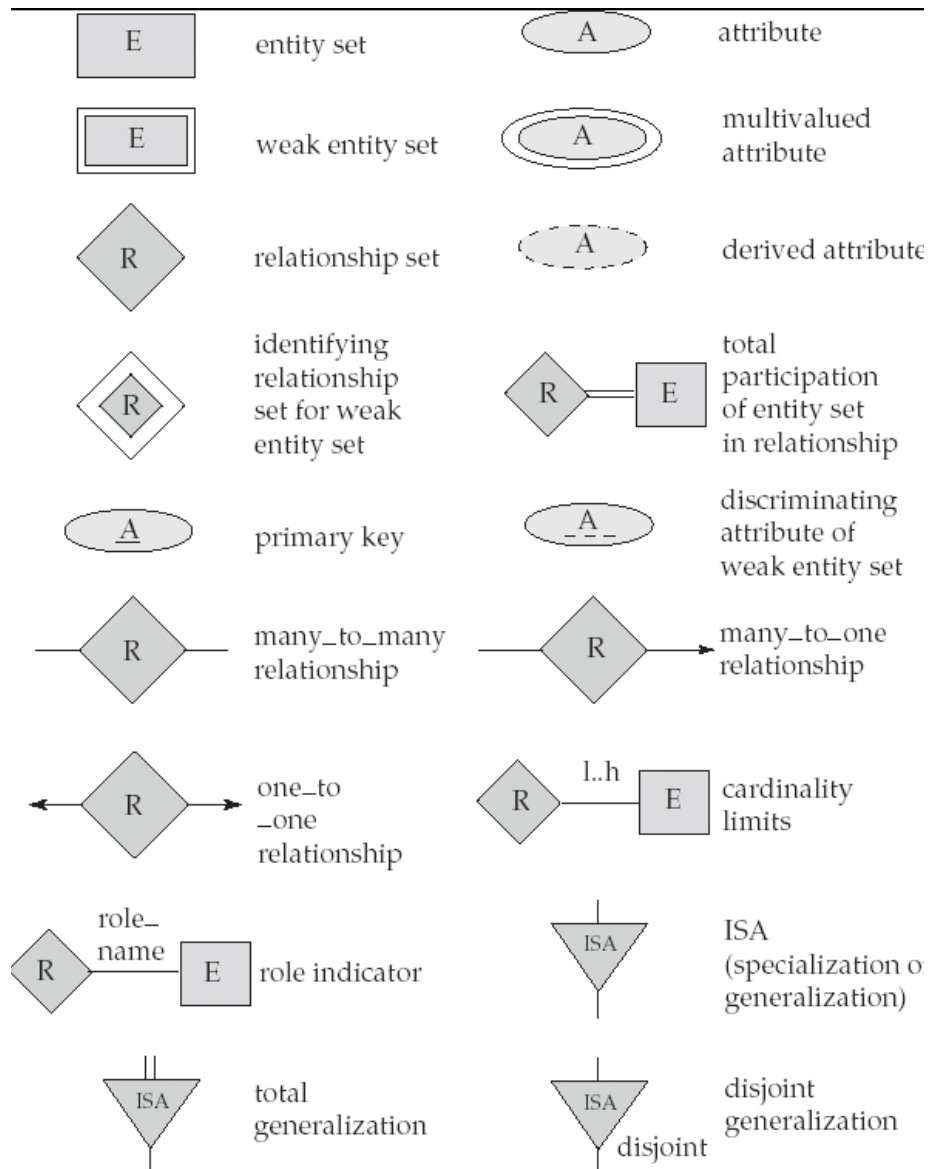 E
entity set
A
attribute
E
weak entity set
A
multivalued
attribute
R
relationship set
A
derived attribute
R
identifying
relationship
set for weak
entity set
R
E
total
participation
of entity set
in relationship
A
primary key
A
discriminating
attribute of
weak entity set
R
many_to_many
relationship
R
many_to_one
relationship
R
one_to
_one
relationship
R
l..h
E
cardinality
limits
R
role_
name
E
role indicator
ISA
ISA
(specialization or
generalization)
ISA
total
generalization
ISA
disjoint
disjoint
generalization